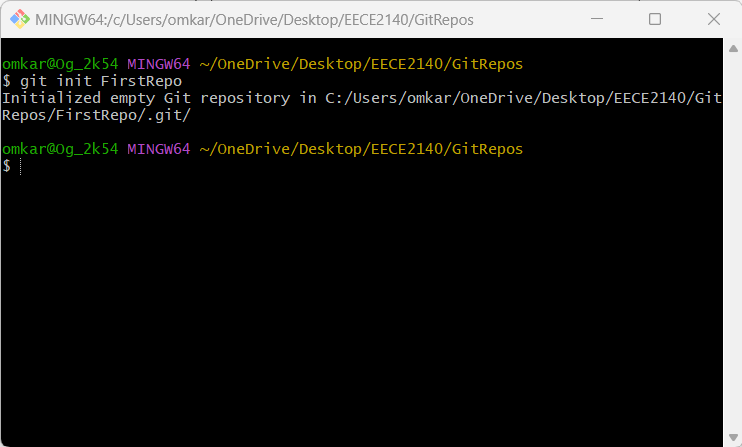 MINGW64:/c/Users/omkar/OneDrive/Desktop/EECE2140/GitRepos
omkar@Og_2k54 MINGW64 ~/OneDrive/Desktop/EECE2140/GitRepos
$ git init FirstRepo
Initialized empty Git repository in C:/Users/omkar/OneDrive/Desktop/EECE2140/Git
Repos/FirstRepo/.git/
omkar@Og_2k54 MINGW64 ~/OneDrive/Desktop/EECE2140/GitRepos
$